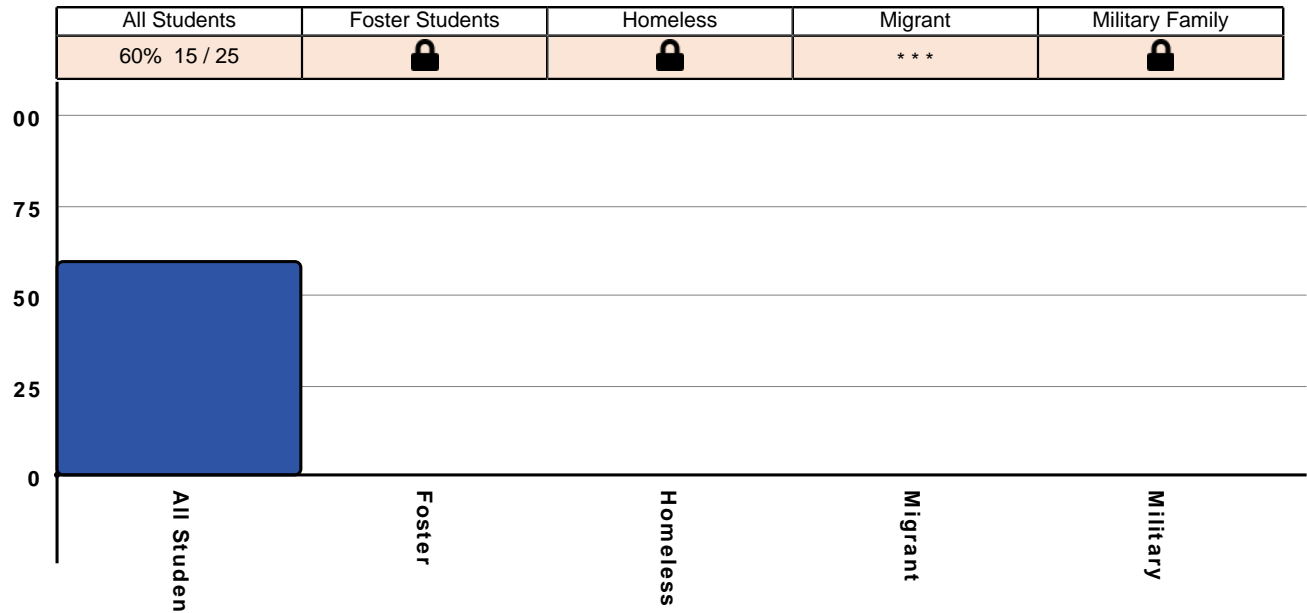 All Students Foster Students Homeless Migrant Military Family
60% 15 / 25 * * *
00
75
50
25
0
All Studen
Foster
Homeless
Migrant
Military